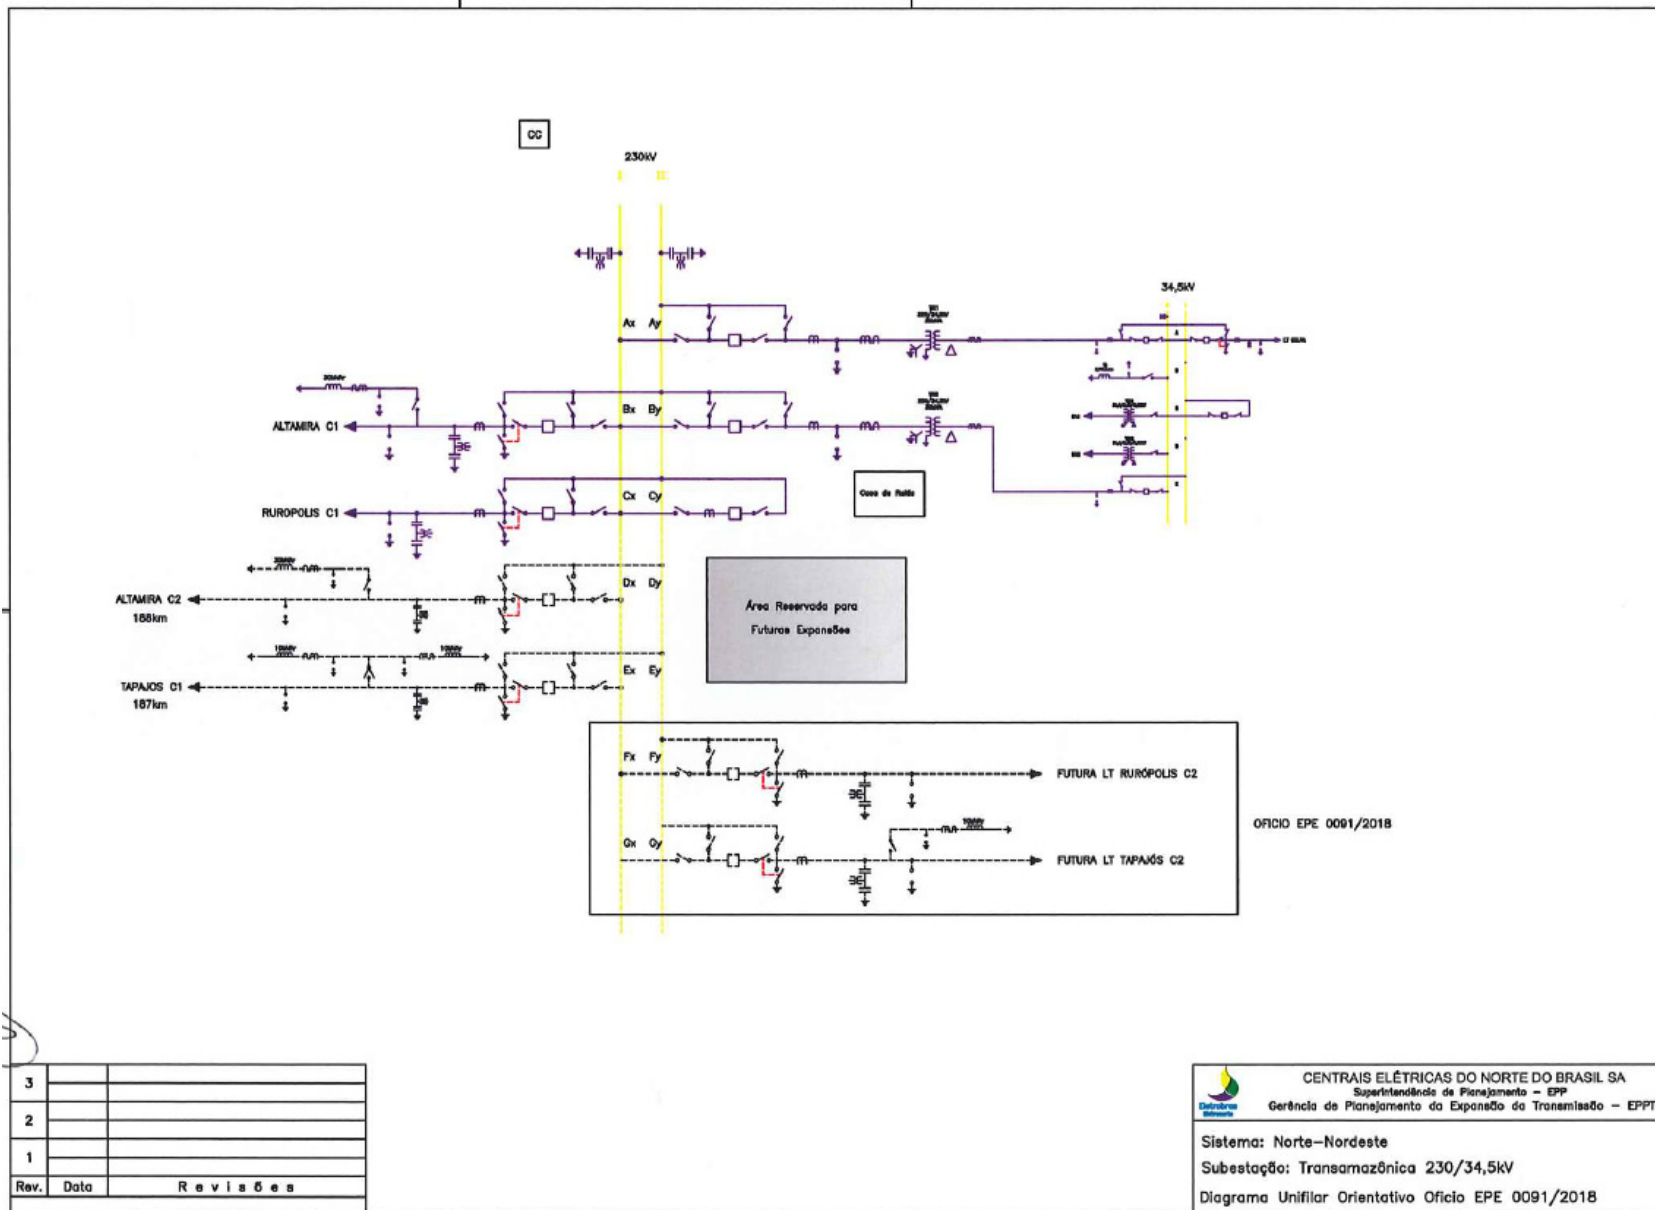 CC
230kV
34,5kV
Ax Ay
ALTAMIRA C1
Bx By
RUROPOLIS C1
Cx Cy
Casa de Relés
ALTAMIRA C2
188km
Dx Dy
Área Reservada para
Futuras Expansões
TAPAJOS C1
187km
Ex Ey
Fx Fy
FUTURA LT RURÓPOLIS C2
Gx Gy
FUTURA LT TAPAJÓS C2
OFICIO EPE 0091/2018
3
2
1
Rev. Data Revisões
Eletrobras
Eletronorte
CENTRAIS ELÉTRICAS DO NORTE DO BRASIL SA
Superintendência de Planejamento – EPP
Gerência de Planejamento da Expansão da Transmissão – EPPT
Sistema: Norte–Nordeste
Subestação: Transamazônica 230/34,5kV
Diagrama Unifilar Orientativo Oficio EPE 0091/2018